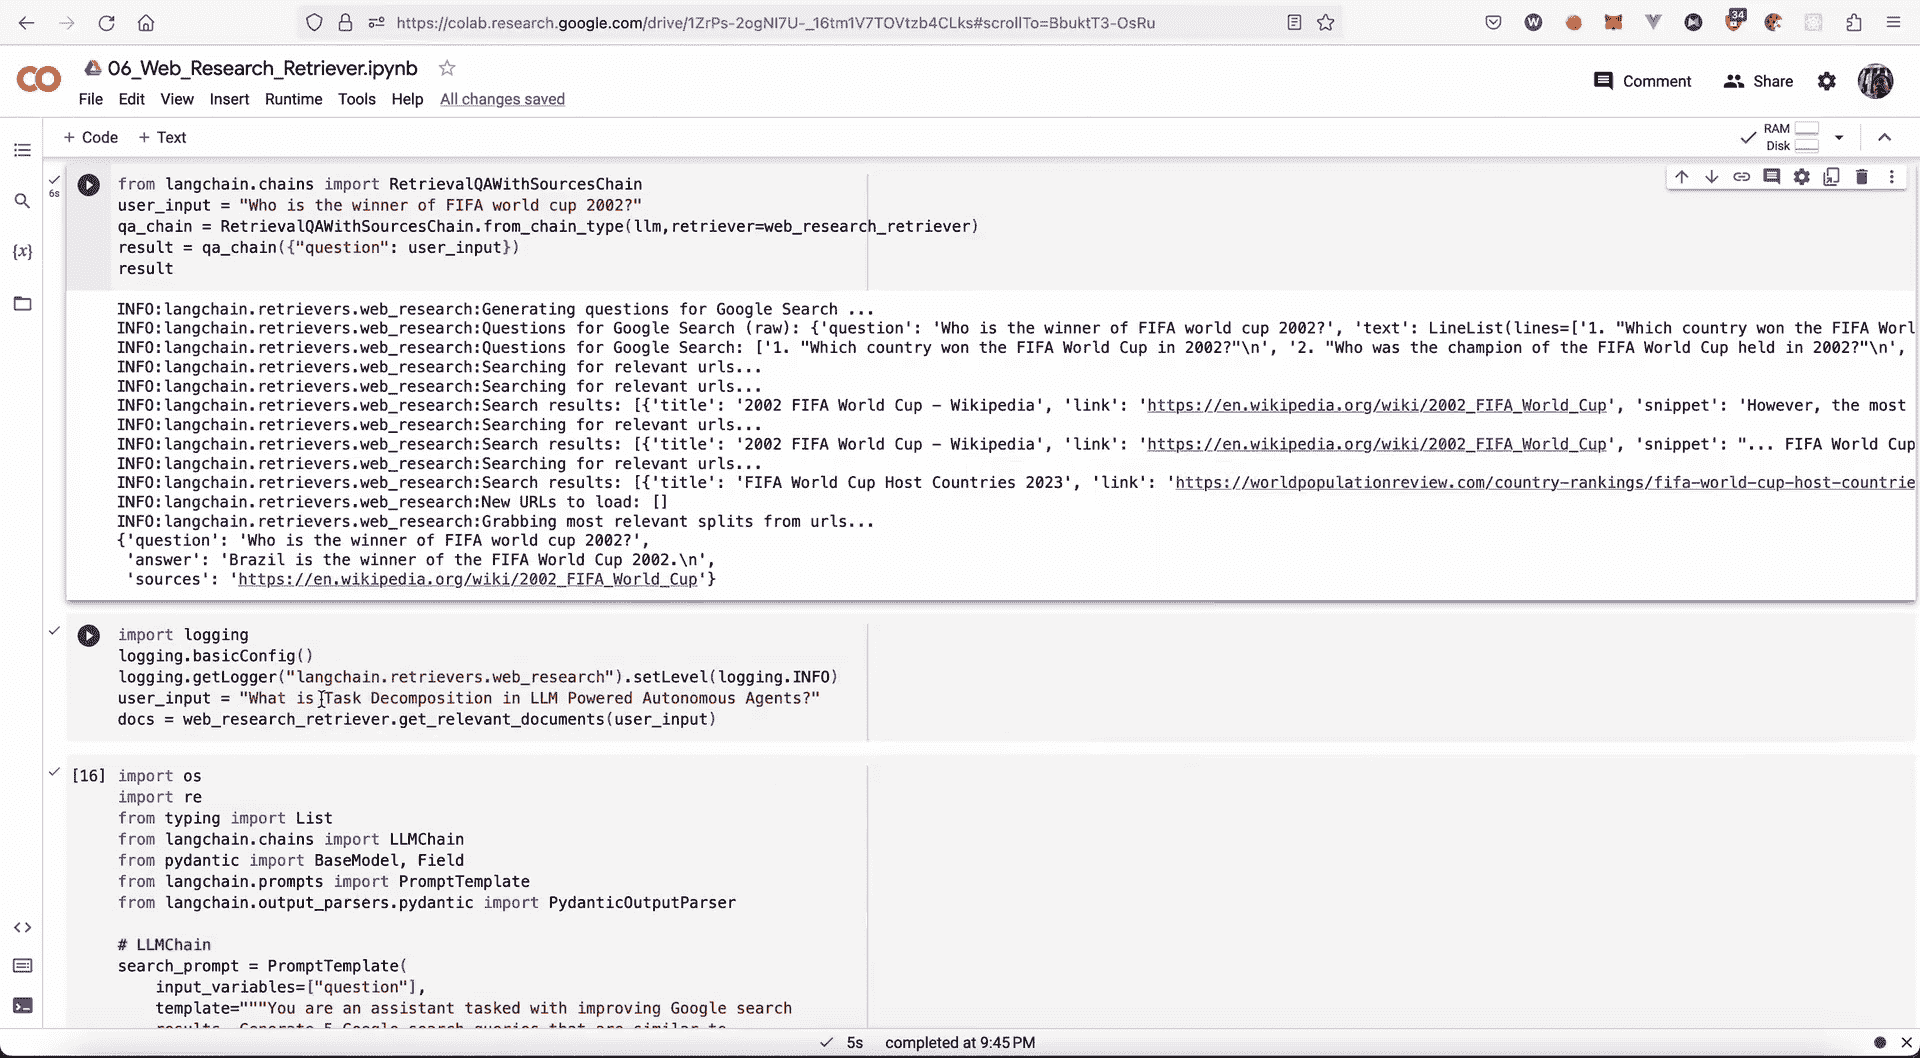 https://colab.research.google.com/drive/1ZrPs-2ogNI7U-_16tm1V7TOVtzb4CLks#scrollTo=BbuktT3-OsRu
34
06_Web_Research_Retriever.ipynb
Comment
Share
File Edit View Insert Runtime Tools Help All changes saved
+ Code + Text
RAM
Disk
6s
from langchain.chains import RetrievalQAWithSourcesChain
user_input = "Who is the winner of FIFA world cup 2002?"
qa_chain = RetrievalQAWithSourcesChain.from_chain_type(llm,retriever=web_research_retriever)
result = qa_chain({"question": user_input})
result
INFO:langchain.retrievers.web_research:Generating questions for Google Search ...
INFO:langchain.retrievers.web_research:Questions for Google Search (raw): {'question': 'Who is the winner of FIFA world cup 2002?', 'text': LineList(lines=['1. "Which country won the FIFA Worl
INFO:langchain.retrievers.web_research:Questions for Google Search: ['1. "Which country won the FIFA World Cup in 2002?"\n', '2. "Who was the champion of the FIFA World Cup held in 2002?"\n',
INFO:langchain.retrievers.web_research:Searching for relevant urls...
INFO:langchain.retrievers.web_research:Searching for relevant urls...
INFO:langchain.retrievers.web_research:Search results: [{'title': '2002 FIFA World Cup - Wikipedia', 'link': 'https://en.wikipedia.org/wiki/2002_FIFA_World_Cup', 'snippet': 'However, the most
INFO:langchain.retrievers.web_research:Searching for relevant urls...
INFO:langchain.retrievers.web_research:Search results: [{'title': '2002 FIFA World Cup - Wikipedia', 'link': 'https://en.wikipedia.org/wiki/2002_FIFA_World_Cup', 'snippet': "... FIFA World Cup
INFO:langchain.retrievers.web_research:Searching for relevant urls...
INFO:langchain.retrievers.web_research:Search results: [{'title': 'FIFA World Cup Host Countries 2023', 'link': 'https://worldpopulationreview.com/country-rankings/fifa-world-cup-host-countrie
INFO:langchain.retrievers.web_research:New URLs to load: []
INFO:langchain.retrievers.web_research:Grabbing most relevant splits from urls...
{'question': 'Who is the winner of FIFA world cup 2002?',
'answer': 'Brazil is the winner of the FIFA World Cup 2002.\n',
'sources': 'https://en.wikipedia.org/wiki/2002_FIFA_World_Cup'}
import logging
logging.basicConfig()
logging.getLogger("langchain.retrievers.web_research").setLevel(logging.INFO)
user_input = "What is Task Decomposition in LLM Powered Autonomous Agents?"
docs = web_research_retriever.get_relevant_documents(user_input)
[16] import os
import re
from typing import List
from langchain.chains import LLMChain
from pydantic import BaseModel, Field
from langchain.prompts import PromptTemplate
from langchain.output_parsers.pydantic import PydanticOutputParser
# LLMChain
search_prompt = PromptTemplate(
input_variables=["question"],
template="""You are an assistant tasked with improving Google search
results. Generate 5 Google search queries that are similar to
5s completed at 9:45 PM